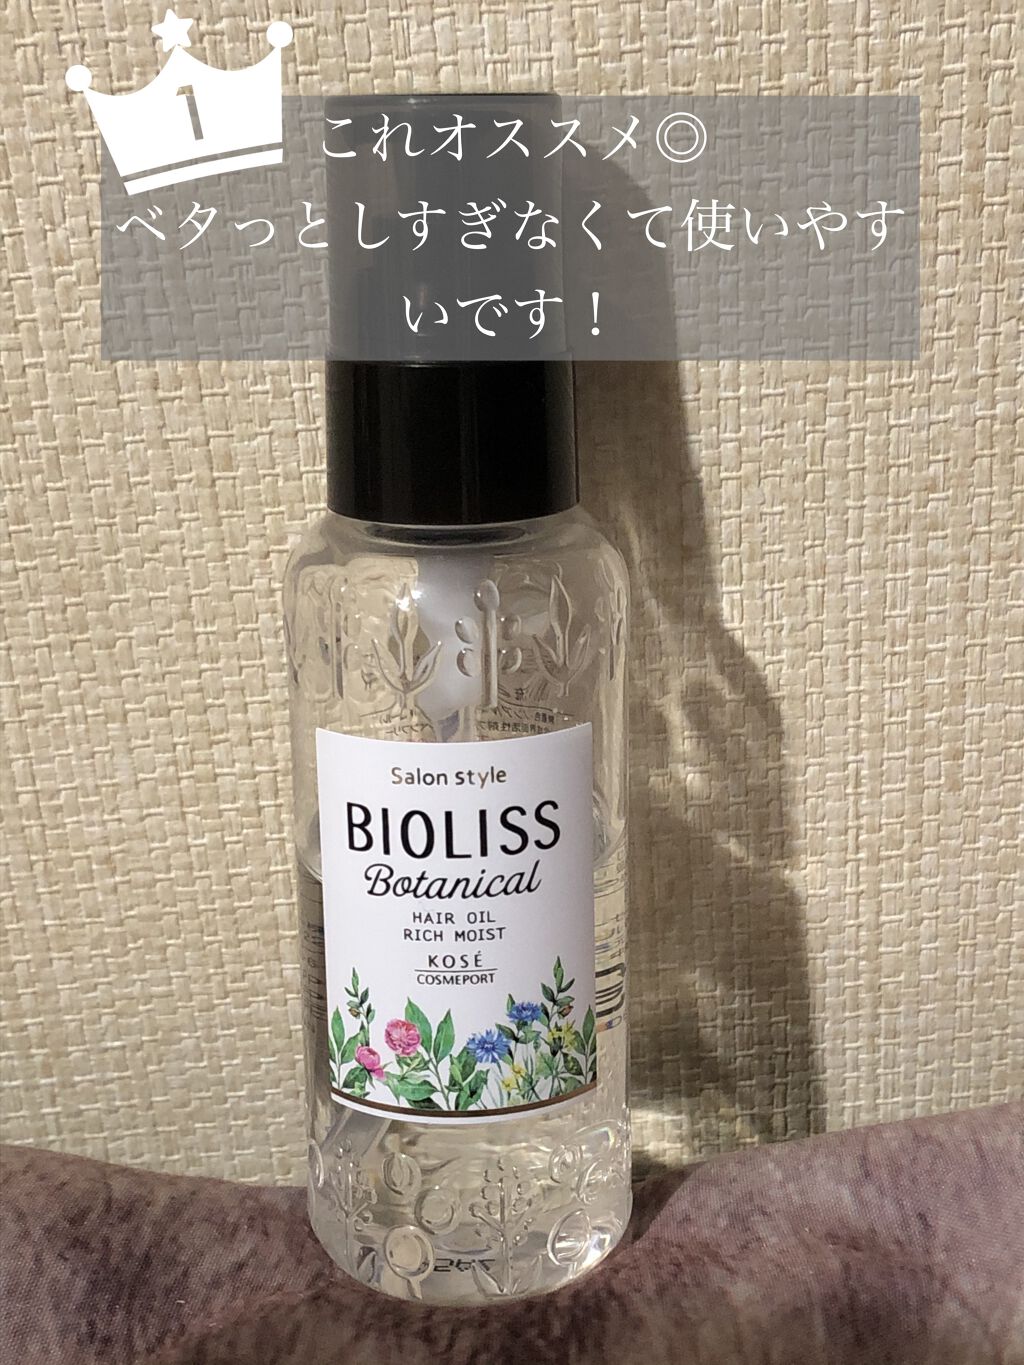 1
これオススメ◎
ベタっとしすぎなくて使いやす
いです！
Salon style
BIOLISS
Botanical
HAIR OIL
RICH MOIST
KOSÉ
COSMEPORT